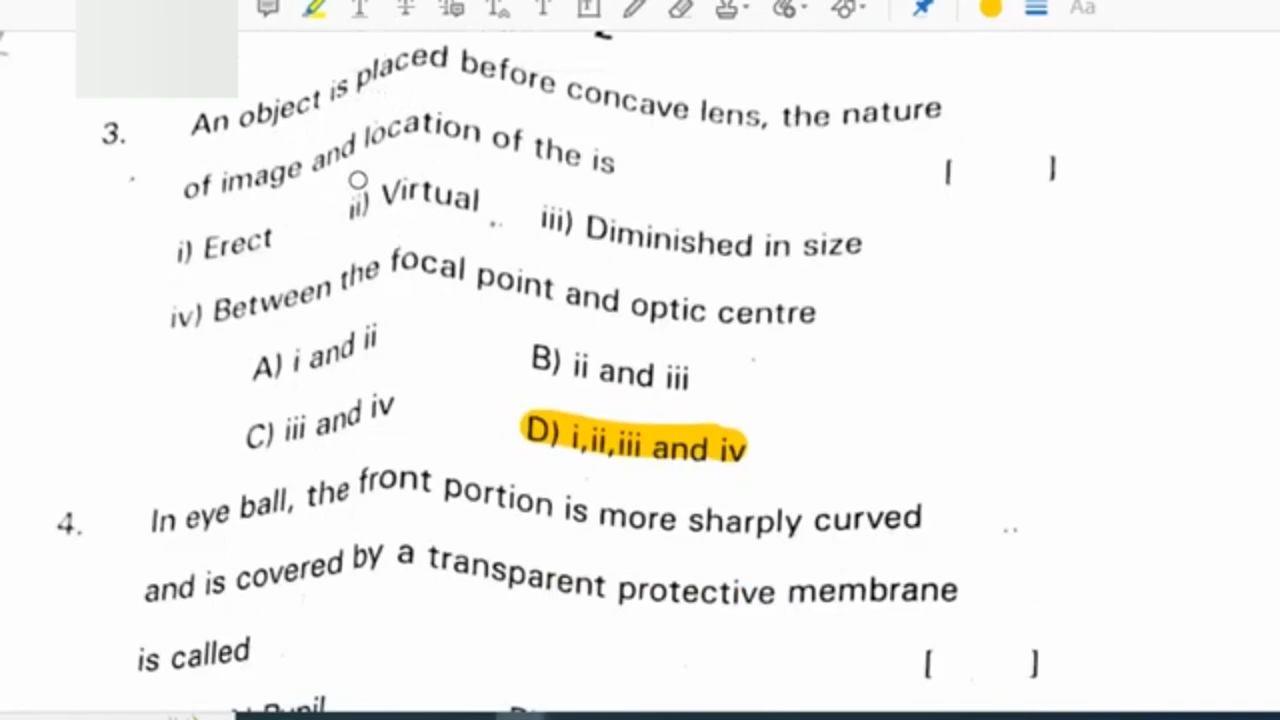 Aa
3. An object is placed before concave lens, the nature
of image and location of the is [ ]
i) Erect ii) Virtual iii) Diminished in size
iv) Between the focal point and optic centre
A) i and ii B) ii and iii
C) iii and iv D) i,ii,iii and iv
4. In eye ball, the front portion is more sharply curved
and is covered by a transparent protective membrane
is called [ ]
Pupil